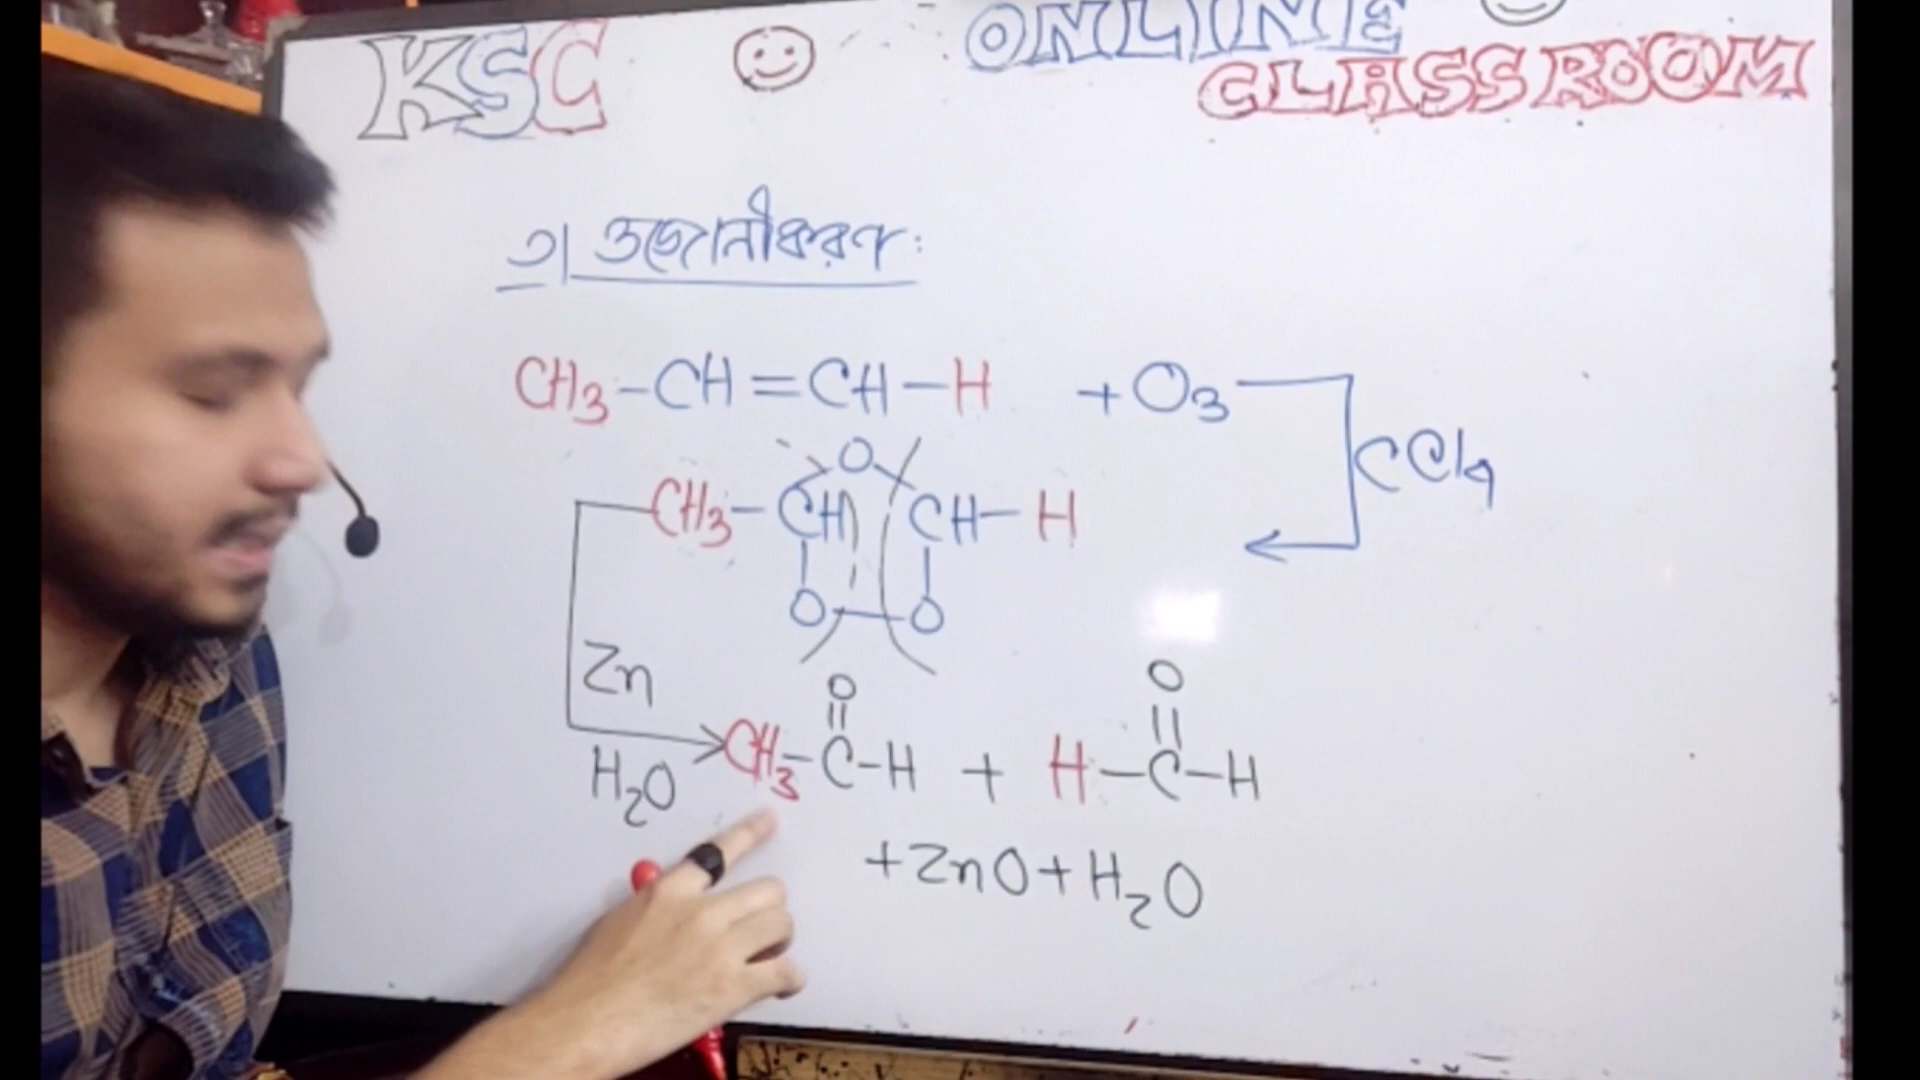 KSC
ONLINE
CLASS ROOM
৩| ওজোনীকরণ:
CH3-CH=CH-H + O3
CCl4
O
CH3-CH CH-H
O-O
Zn
H2O
O O
CH3-C-H + H-C-H
+ZnO+H2O